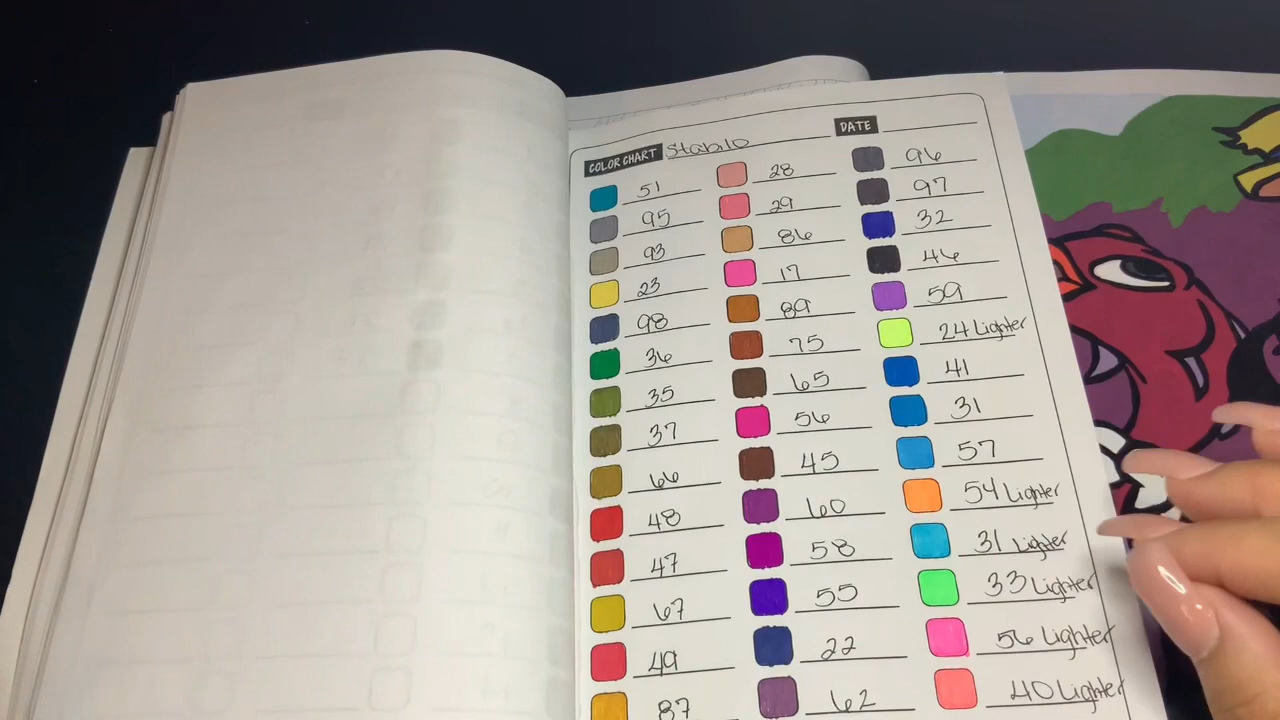 COLOR CHART Stabilo DATE
51 28 96
95 29 97
93 86 32
23 17 46
98 89 59
36 75 24 Lighter
35 65 41
37 56 31
66 45 57
48 60 54 Lighter
47 58 31 Lighter
67 55 33 Lighter
49 22 56 Lighter
87 62 40 Lighter